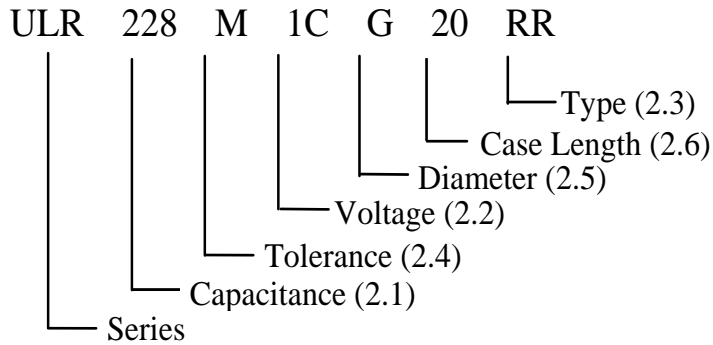 ULR 228 M 1C G 20 RR
Type (2.3)
Case Length (2.6)
Diameter (2.5)
Voltage (2.2)
Tolerance (2.4)
Capacitance (2.1)
Series